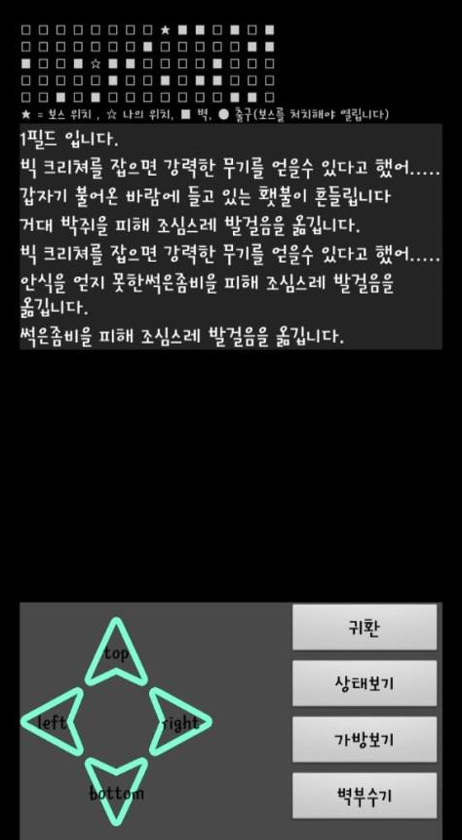 □ □ □ □ □ □ □ □ ★ ■ ■ □ ■ □ ■
□ □ □ □ □ □ □ ■ □ □ □ □ □ ■ ■
■ □ □ ■ ☆ ■ ■ □ □ □ ■ □ ■ □ □
□ □ □ □ □ ■ □ □ ■ ■ □ ■ □ □ □
□ □ ■ □ ■ □ □ □ □ □ □ □ ■ ■ □
★ = 보스 위치 , ☆ 나의 위치, ■ 벽, ● 출구(보스를 처치해야 열립니다)
1필드 입니다.
빅 크리쳐를 잡으면 강력한 무기를 얻을수 있다고 했어.....
갑자기 불어온 바람에 들고 있는 횃불이 흔들립니다
거대 박쥐을 피해 조심스레 발걸음을 옮깁니다.
빅 크리쳐를 잡으면 강력한 무기를 얻을수 있다고 했어.....
안식을 얻지 못한썩은좀비을 피해 조심스레 발걸음을
옮깁니다.
썩은좀비을 피해 조심스레 발걸음을 옮깁니다.
top
left
right
bottom
귀환
상태보기
가방보기
벽부수기